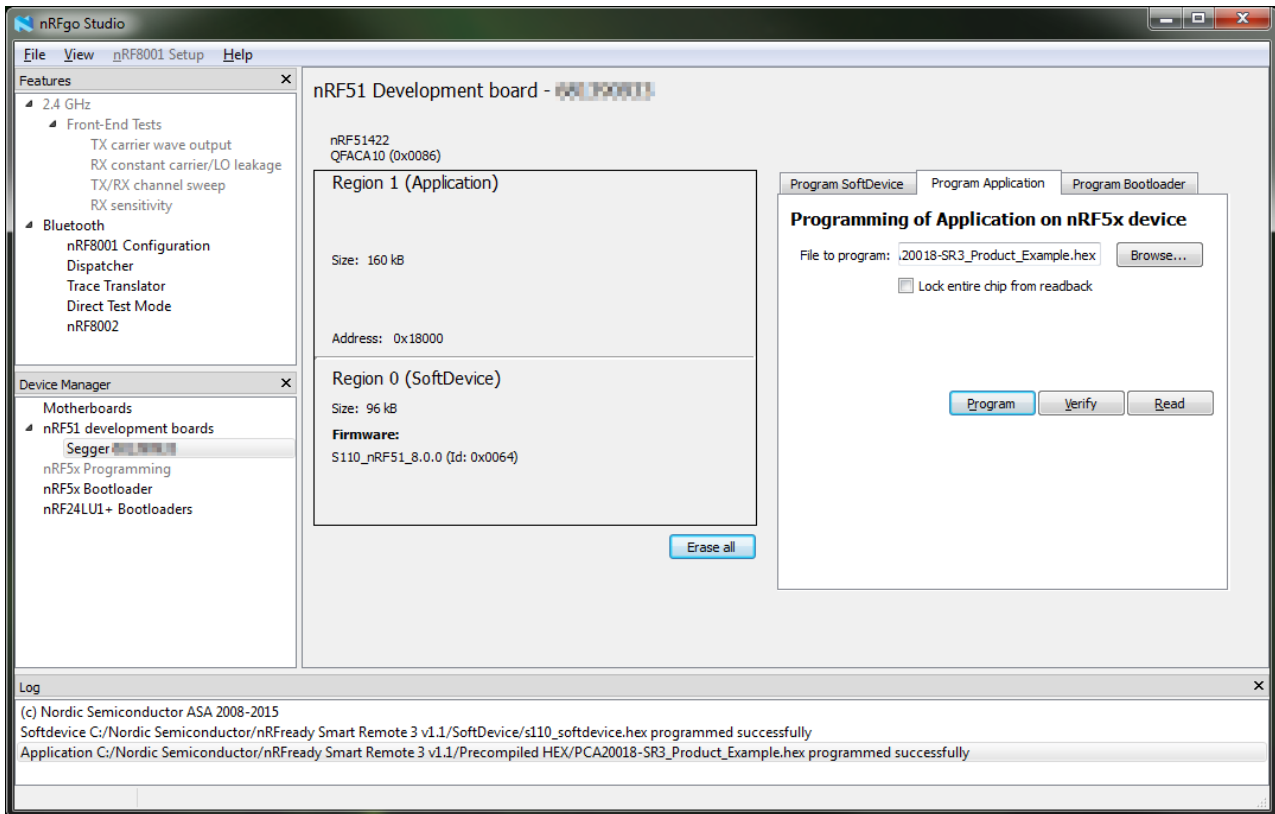 nRFgo Studio
File View nRF8001 Setup Help
Features
2.4 GHz
Front-End Tests
TX carrier wave output
RX constant carrier/LO leakage
TX/RX channel sweep
RX sensitivity
Bluetooth
nRF8001 Configuration
Dispatcher
Trace Translator
Direct Test Mode
nRF8002
Device Manager
Motherboards
nRF51 development boards
Segger
nRF5x Programming
nRF5x Bootloader
nRF24LU1+ Bootloaders
nRF51 Development board -
nRF51422
QFACA10 (0x0086)
Region 1 (Application)
Size: 160 kB
Address: 0x18000
Region 0 (SoftDevice)
Size: 96 kB
Firmware:
S110_nRF51_8.0.0 (Id: 0x0064)
Erase all
Program SoftDevice Program Application Program Bootloader
Programming of Application on nRF5x device
File to program: .20018-SR3_Product_Example.hex Browse...
Lock entire chip from readback
Program Verify Read
Log
(c) Nordic Semiconductor ASA 2008-2015
Softdevice C:/Nordic Semiconductor/nRFready Smart Remote 3 v1.1/SoftDevice/s110_softdevice.hex programmed successfully
Application C:/Nordic Semiconductor/nRFready Smart Remote 3 v1.1/Precompiled HEX/PCA20018-SR3_Product_Example.hex programmed successfully